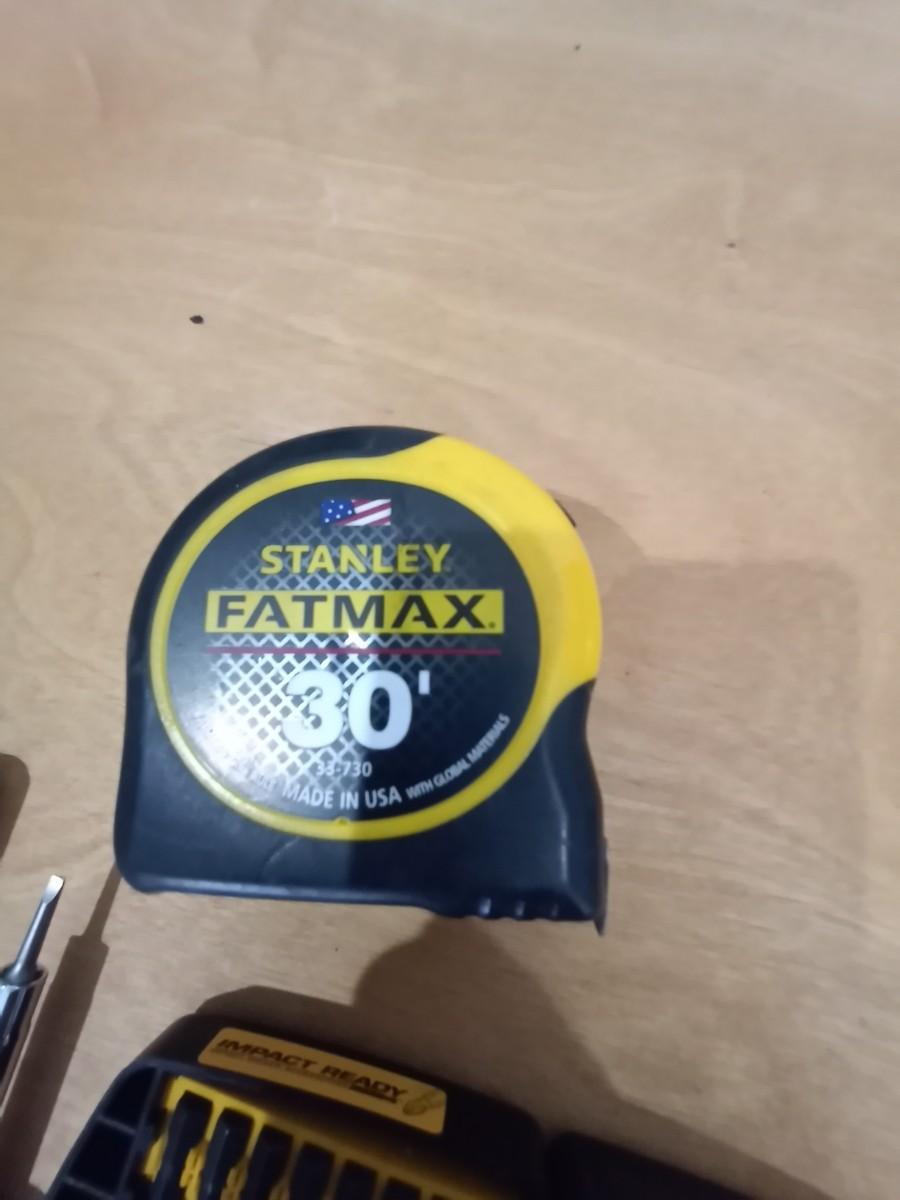 STANLEY
FATMAX.
30'
33-730
MADE IN USA WITH GLOBAL MATERIALS
IMPACT READY